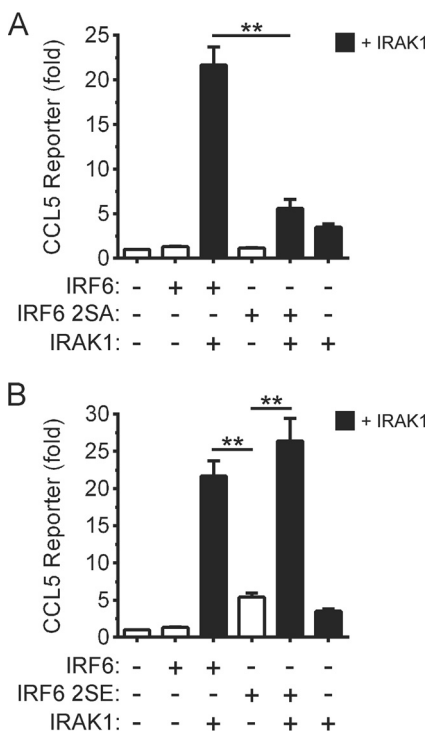 A
CCL5 Reporter (fold)
25
20
15
10
5
0
**
+ IRAK1
IRF6: - + + - - -
IRF6 2SA: - - - + + -
IRAK1: - - + - + +
B
CCL5 Reporter (fold)
30
25
20
15
10
5
0
**
**
+ IRAK1
IRF6: - + + - - -
IRF6 2SE: - - - + + -
IRAK1: - - + - + +